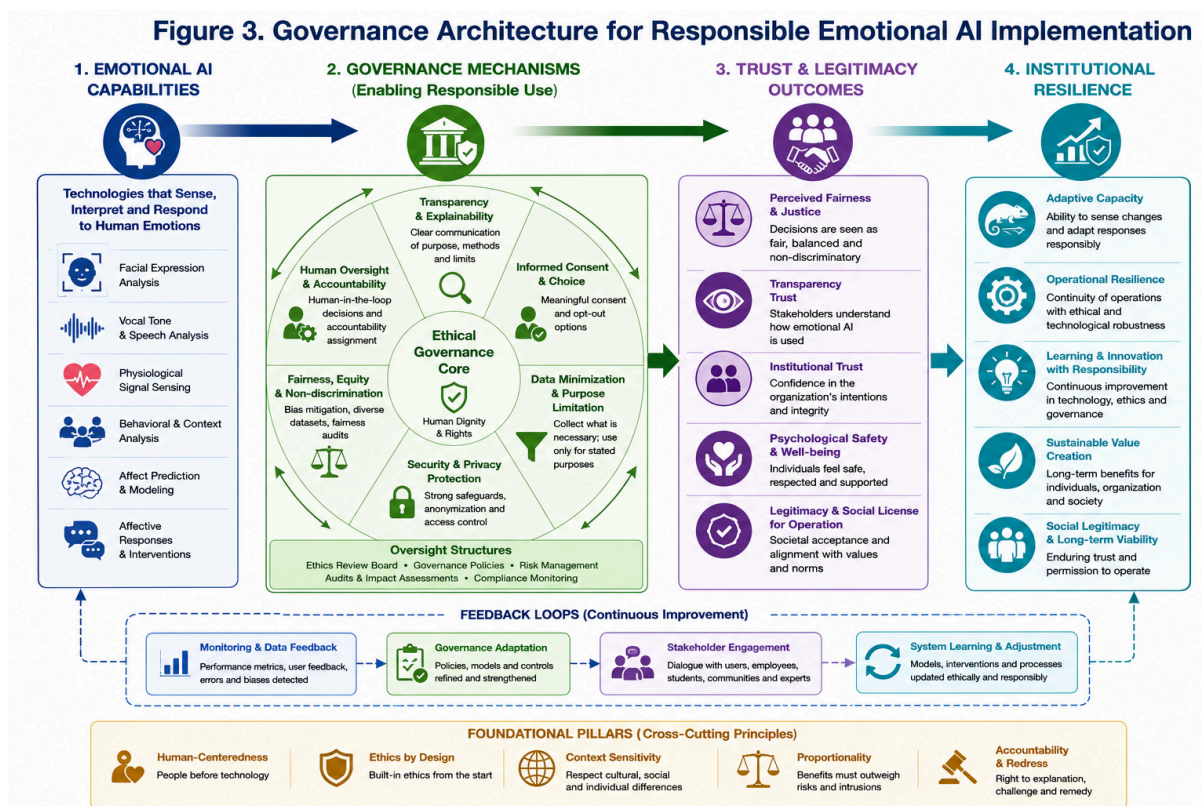 Figure 3. Governance Architecture for Responsible Emotional AI Implementation
1. EMOTIONAL AI
CAPABILITIES
Technologies that Sense,
Interpret and Respond
to Human Emotions
Facial Expression
Analysis
Vocal Tone
& Speech Analysis
Physiological
Signal Sensing
Behavioral & Context
Analysis
Affect Prediction
& Modeling
Affective
Responses
& Interventions
2. GOVERNANCE MECHANISMS
(Enabling Responsible Use)
Transparency
& Explainability
Clear communication
of purpose, methods
and limits
Human Oversight
& Accountability
Human-in-the-loop
decisions and
accountability
assignment
Informed Consent
& Choice
Meaningful consent
and opt-out
options
Ethical
Governance
Core
Human Dignity
& Rights
Fairness, Equity
& Non-discrimination
Bias mitigation, diverse
datasets, fairness
audits
Data Minimization
& Purpose
Limitation
Collect what is
necessary; use
only for stated
purposes
Security & Privacy
Protection
Strong safeguards,
anonymization and
access control
Oversight Structures
Ethics Review Board • Governance Policies • Risk Management
Audits & Impact Assessments • Compliance Monitoring
3. TRUST & LEGITIMACY
OUTCOMES
Perceived Fairness
& Justice
Decisions are seen as
fair, balanced and
non-discriminatory
Transparency
Trust
Stakeholders understand
how emotional AI
is used
Institutional Trust
Confidence in the
organization's intentions
and integrity
Psychological Safety
& Well-being
Individuals feel safe,
respected and supported
Legitimacy & Social License
for Operation
Societal acceptance and
alignment with values
and norms
4. INSTITUTIONAL
RESILIENCE
Adaptive Capacity
Ability to sense changes
and adapt responses
responsibly
Operational Resilience
Continuity of operations
with ethical and
technological robustness
Learning & Innovation
with Responsibility
Continuous improvement
in technology, ethics and
governance
Sustainable Value
Creation
Long-term benefits for
individuals, organization
and society
Social Legitimacy
& Long-term Viability
Enduring trust and
permission to operate
FEEDBACK LOOPS (Continuous Improvement)
Monitoring & Data Feedback
Performance metrics, user feedback,
errors and biases detected
Governance Adaptation
Policies, models and controls
refined and strengthened
Stakeholder Engagement
Dialogue with users, employees,
students, communities and experts
System Learning & Adjustment
Models, interventions and processes
updated ethically and responsibly
FOUNDATIONAL PILLARS (Cross-Cutting Principles)
Human-Centeredness
People before technology
Ethics by Design
Built-in ethics from the start
Context Sensitivity
Respect cultural, social
and individual differences
Proportionality
Benefits must outweigh
risks and intrusions
Accountability
& Redress
Right to explanation,
challenge and remedy